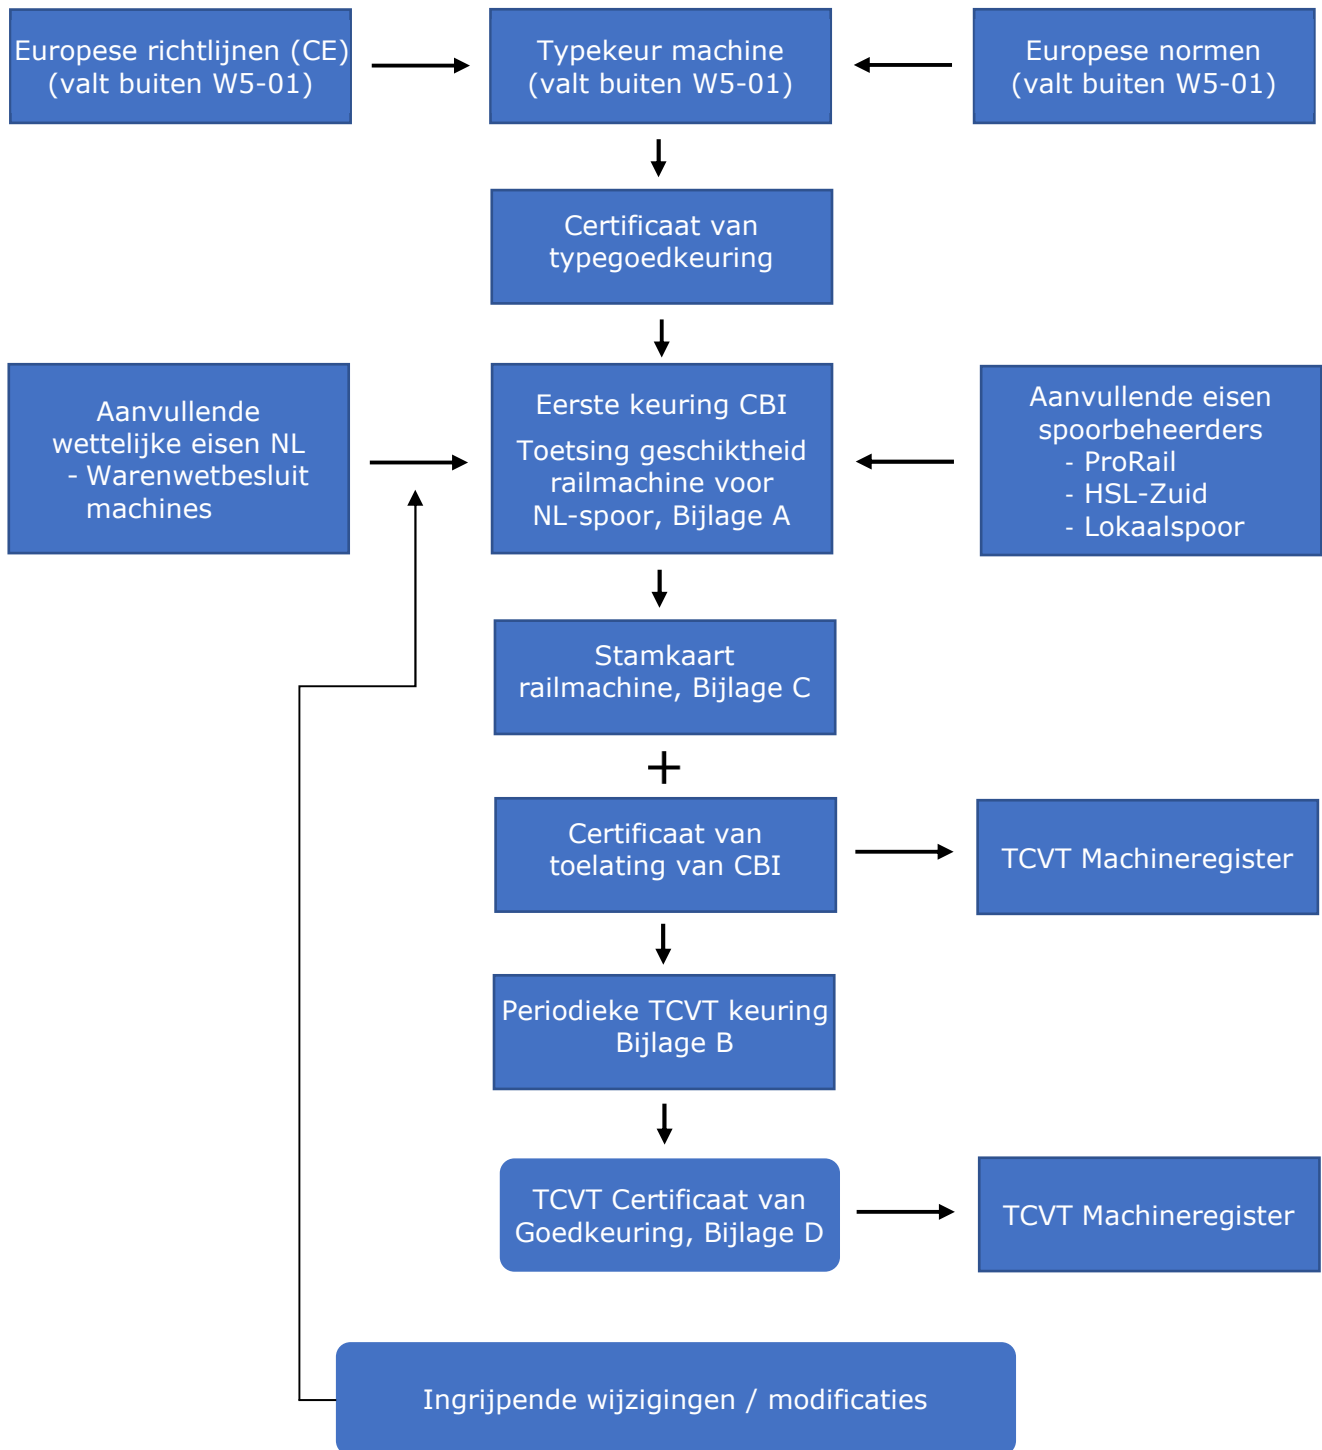 Europese richtlijnen (CE)
(valt buiten W5-01)
Typekeur machine
(valt buiten W5-01)
Europese normen
(valt buiten W5-01)
Certificaat van
typegoedkeuring
Aanvullende
wettelijke eisen NL
- Warenwetbesluit
machines
Eerste keuring CBI
Toetsing geschiktheid
railmachine voor
NL-spoor, Bijlage A
Aanvullende eisen
spoorbeheerders
- ProRail
- HSL-Zuid
- Lokaalspoor
Stamkaart
railmachine, Bijlage C
+
Certificaat van
toelating van CBI
TCVT Machineregister
Periodieke TCVT keuring
Bijlage B
TCVT Certificaat van
Goedkeuring, Bijlage D
TCVT Machineregister
Ingrijpende wijzigingen / modificaties